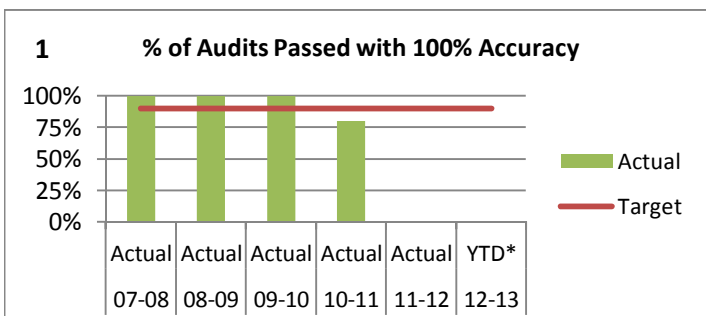 1 % of Audits Passed with 100% Accuracy
100%
75%
50%
25%
0%
Actual
Target
Actual Actual Actual Actual Actual YTD*
07-08 08-09 09-10 10-11 11-12 12-13